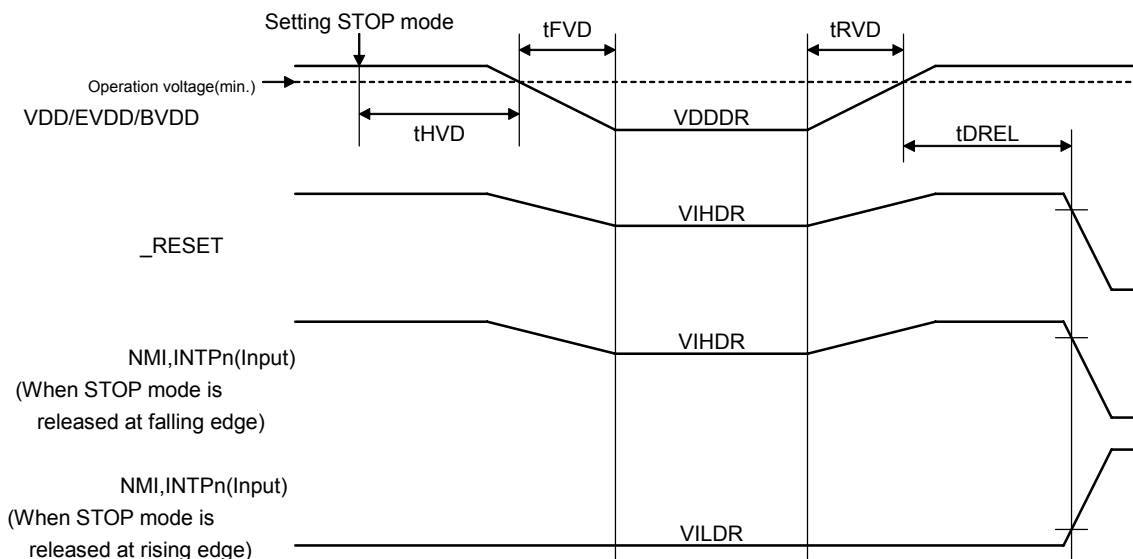 Setting STOP mode
tFVD
tRVD
Operation voltage(min.)
VDD/EVDD/BVDD
tHVD
VDDDR
tDREL
VIHDR
_RESET
VIHDR
NMI,INTPn(Input)
(When STOP mode is
released at falling edge)
NMI,INTPn(Input)
(When STOP mode is
released at rising edge)
VILDR